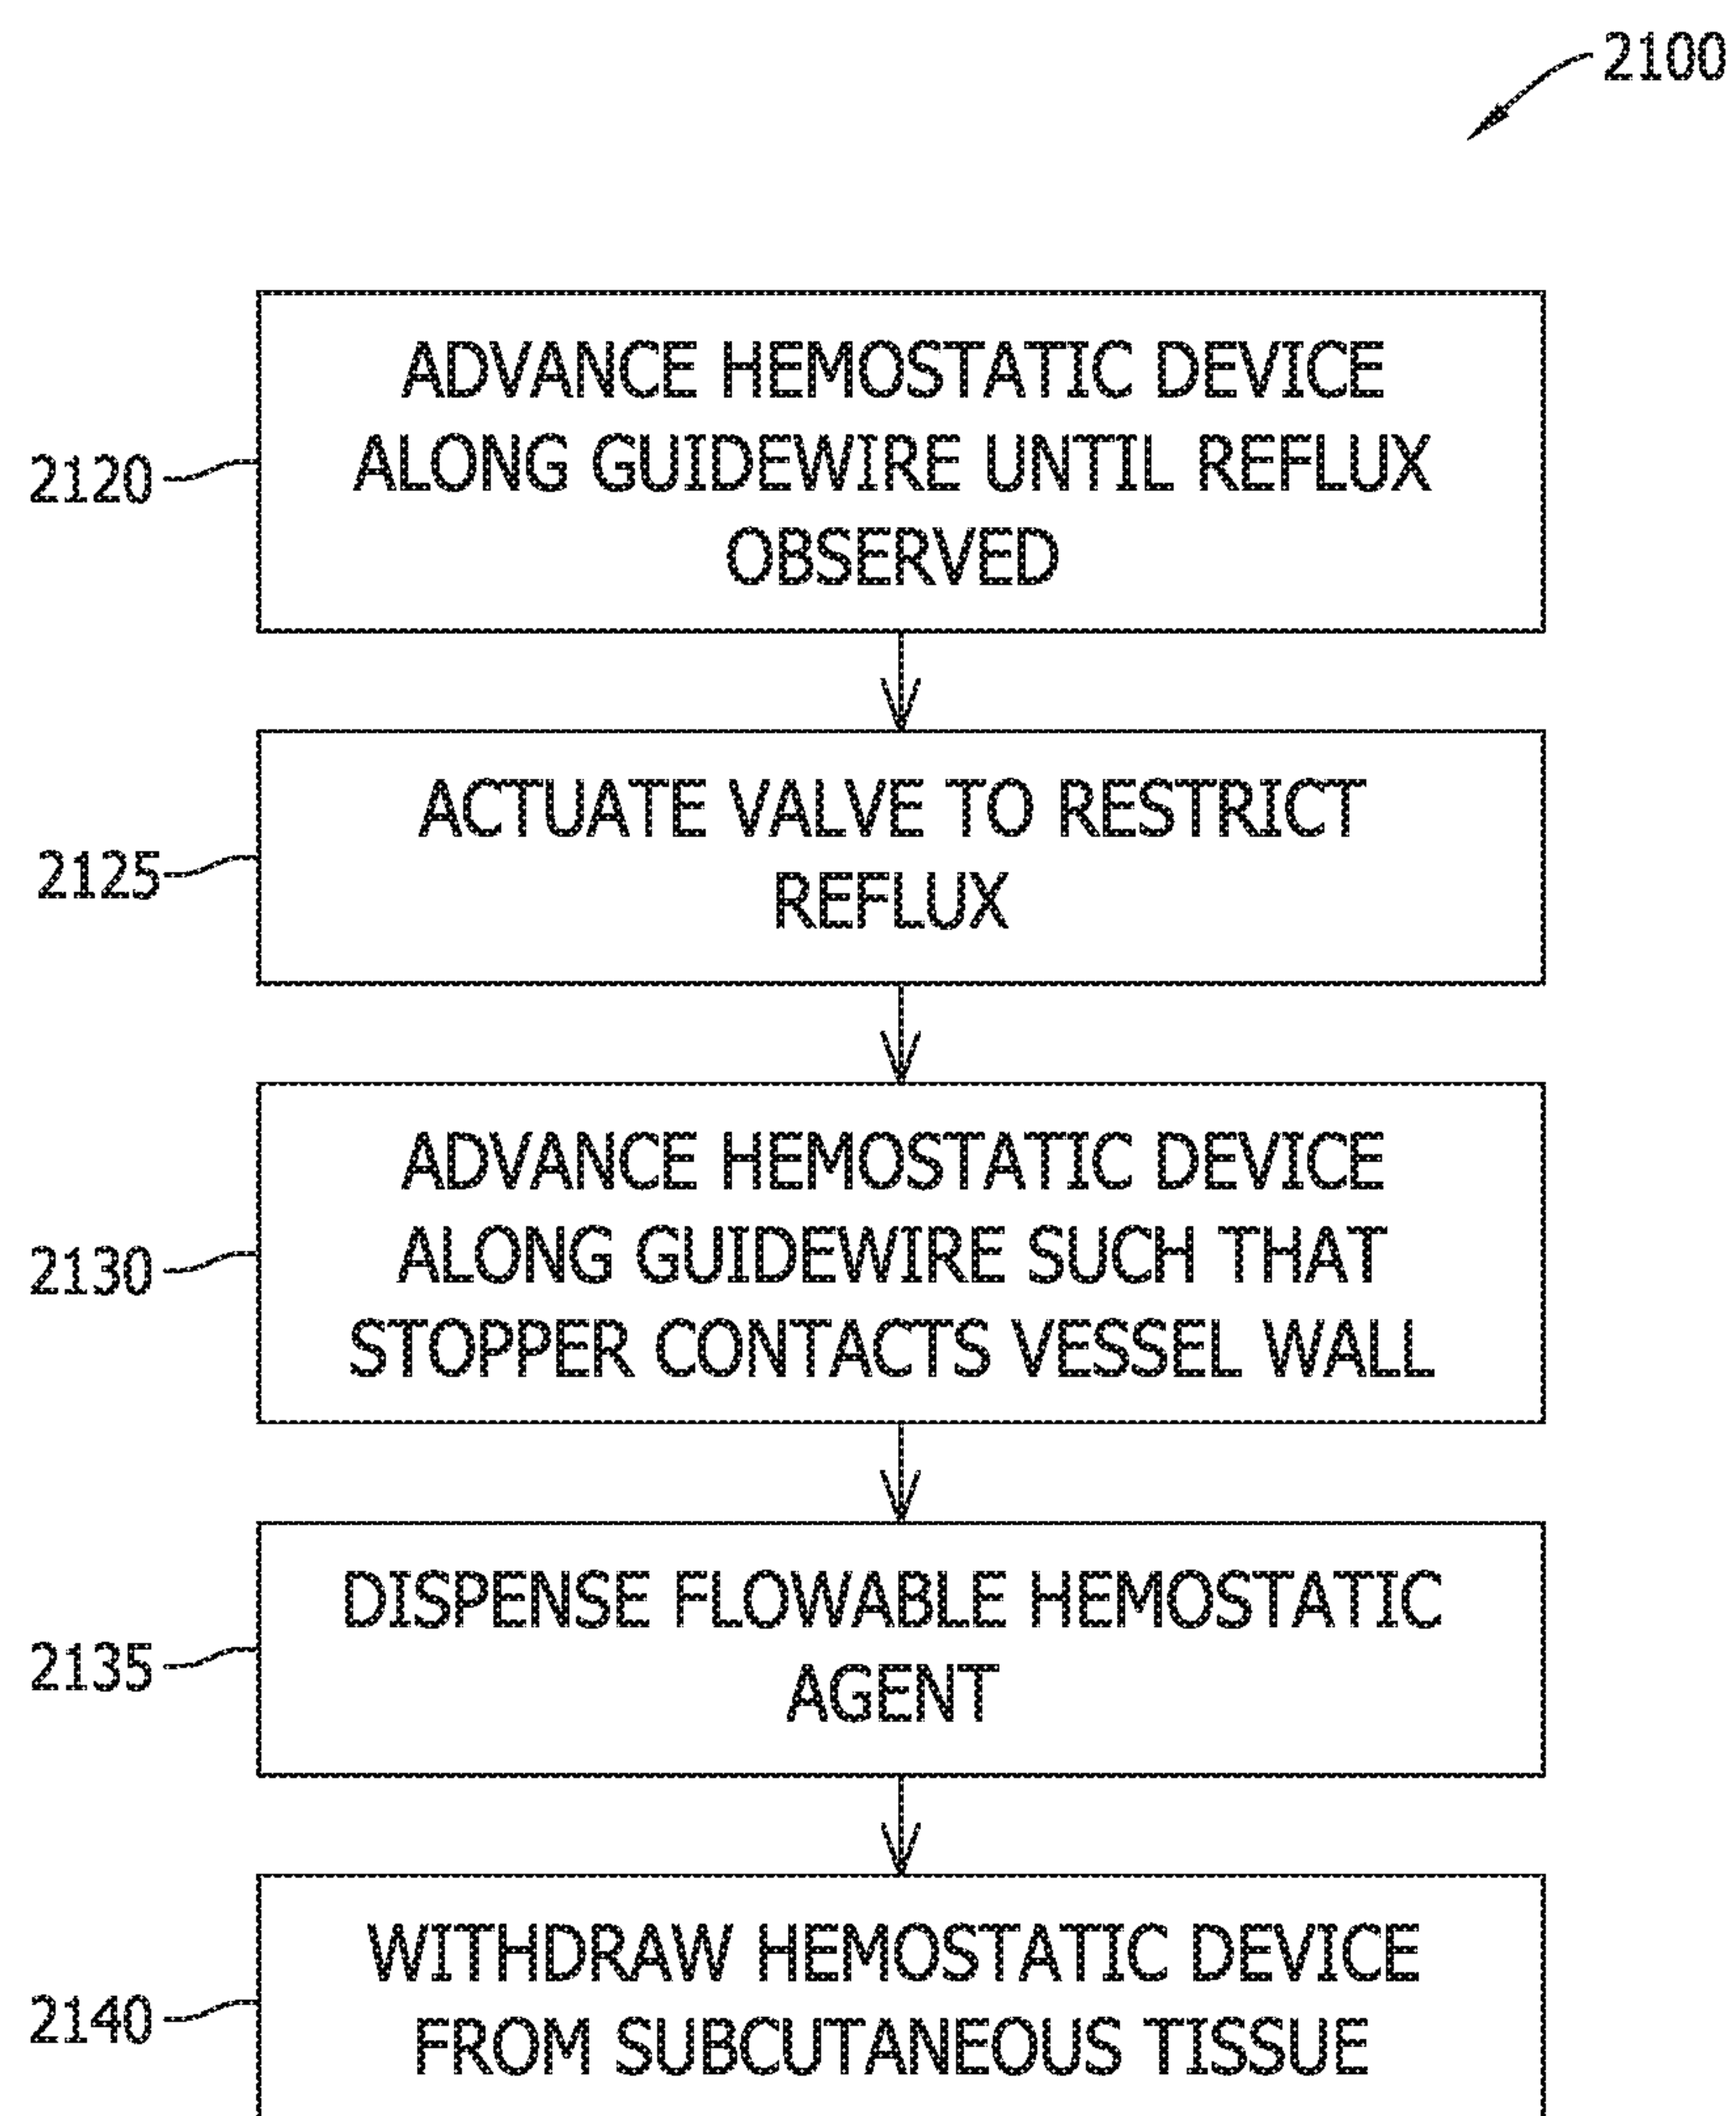 2100
ADVANCE HEMOSTATIC DEVICE
ALONG GUIDEWIRE UNTIL REFLUX
OBSERVED
2120
ACTUATE VALVE TO RESTRICT
REFLUX
2125
ADVANCE HEMOSTATIC DEVICE
ALONG GUIDEWIRE SUCH THAT
STOPPER CONTACTS VESSEL WALL
2130
DISPENSE FLOWABLE HEMOSTATIC
AGENT
2135
WITHDRAW HEMOSTATIC DEVICE
FROM SUBCUTANEOUS TISSUE
2140